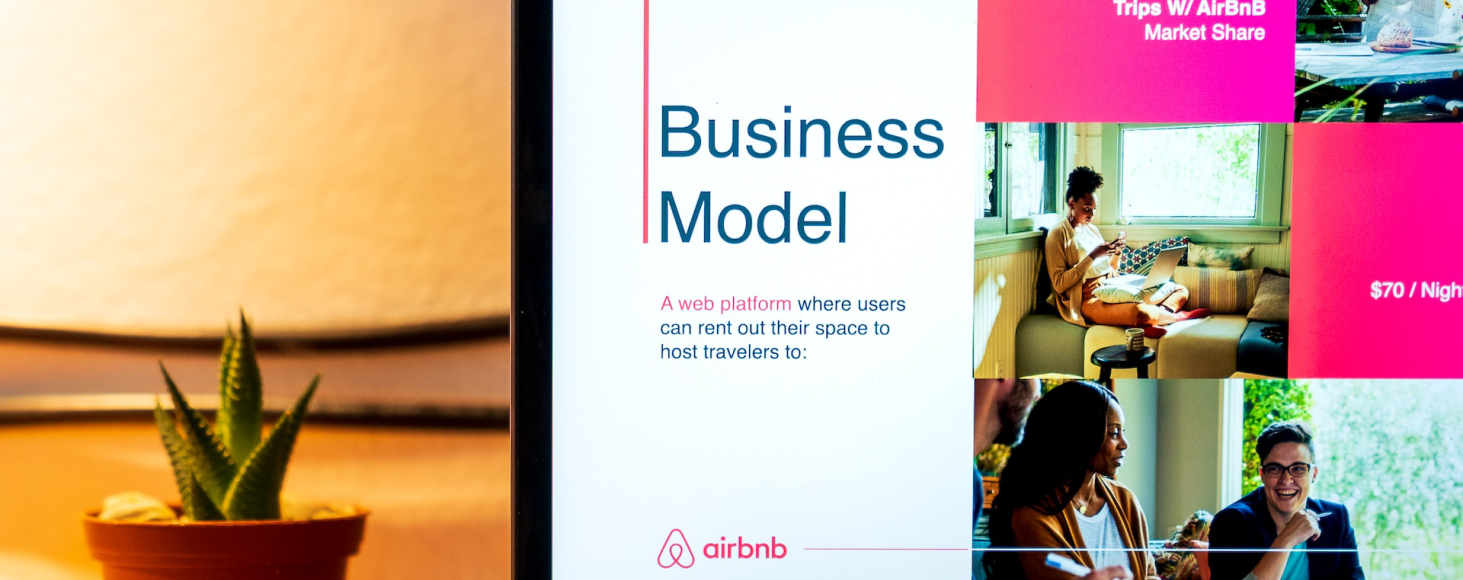 Trips W/ AirBnB
Market Share
Business
Model
A web platform where users
can rent out their space to
host travelers to:
$70 / Night
airbnb